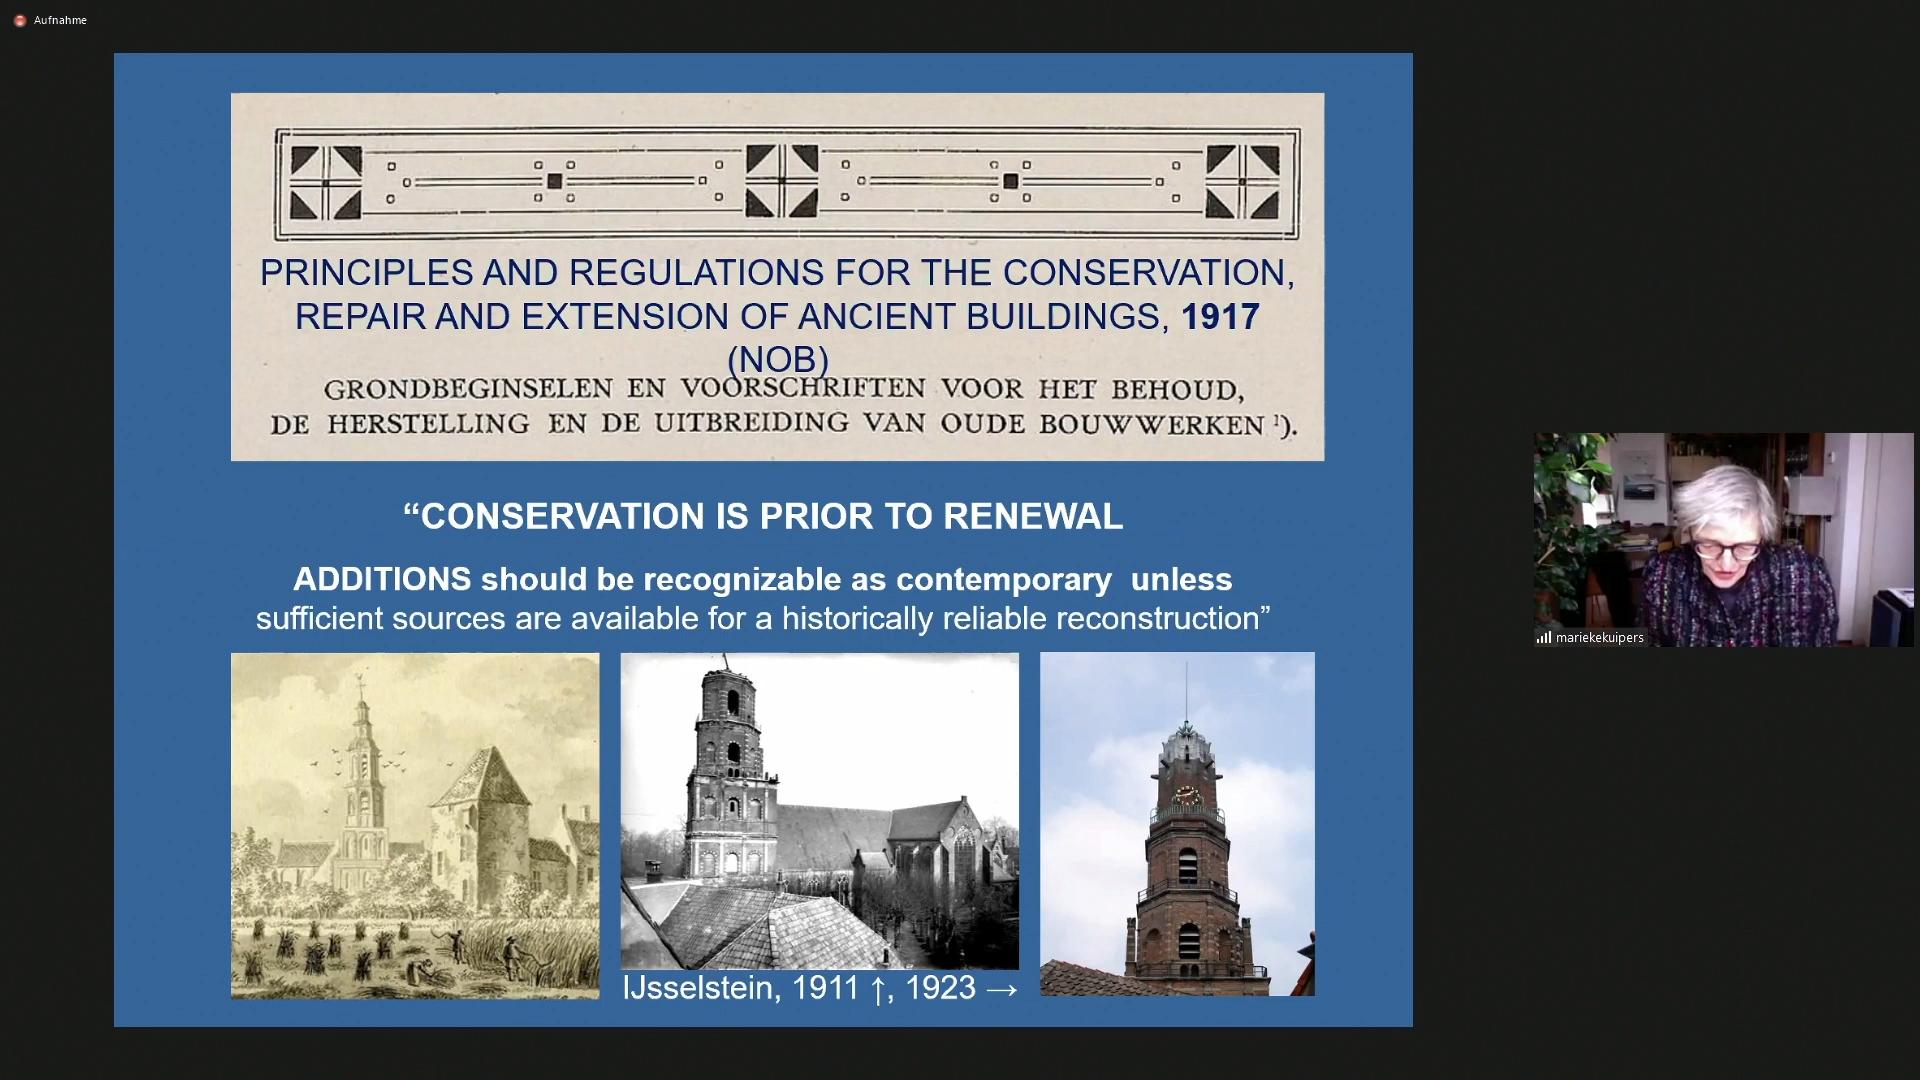 Aufnahme
PRINCIPLES AND REGULATIONS FOR THE CONSERVATION,
REPAIR AND EXTENSION OF ANCIENT BUILDINGS, 1917
(NOB)
GRONDBEGINSELEN EN VOORSCHRIFTEN VOOR HET BEHOUD,
DE HERSTELLING EN DE UITBREIDING VAN OUDE BOUWWERKEN ¹).
“CONSERVATION IS PRIOR TO RENEWAL
ADDITIONS should be recognizable as contemporary unless
sufficient sources are available for a historically reliable reconstruction”
IJsselstein, 1911 ↑, 1923 →
mariekekuipers